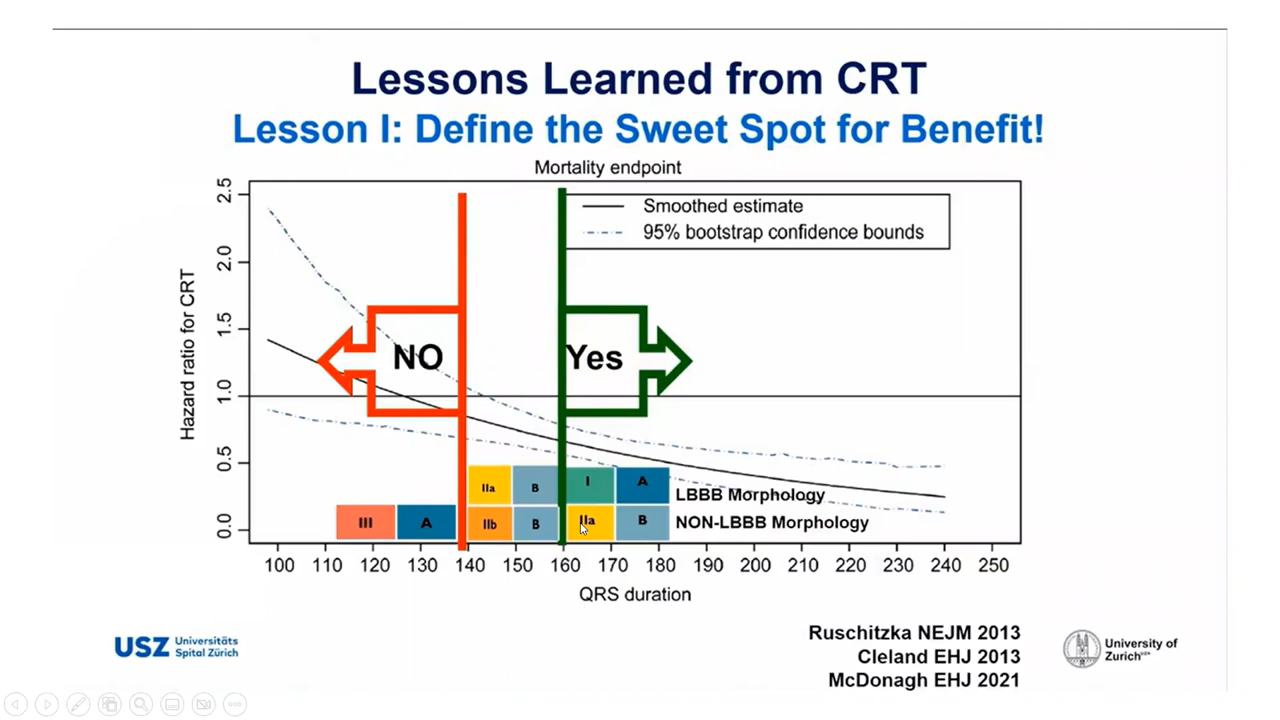 Lessons Learned from CRT
Lesson I: Define the Sweet Spot for Benefit!
Mortality endpoint
Smoothed estimate
95% bootstrap confidence bounds
Hazard ratio for CRT
2.5
2.0
1.5
1.0
0.5
0.0
NO
Yes
IIa B I A LBBB Morphology
III A IIb B IIa B NON-LBBB Morphology
100 110 120 130 140 150 160 170 180 190 200 210 220 230 240 250
QRS duration
Ruschitzka NEJM 2013
Cleland EHJ 2013
McDonagh EHJ 2021
USZ Universitäts
Spital Zürich
University of
Zurich